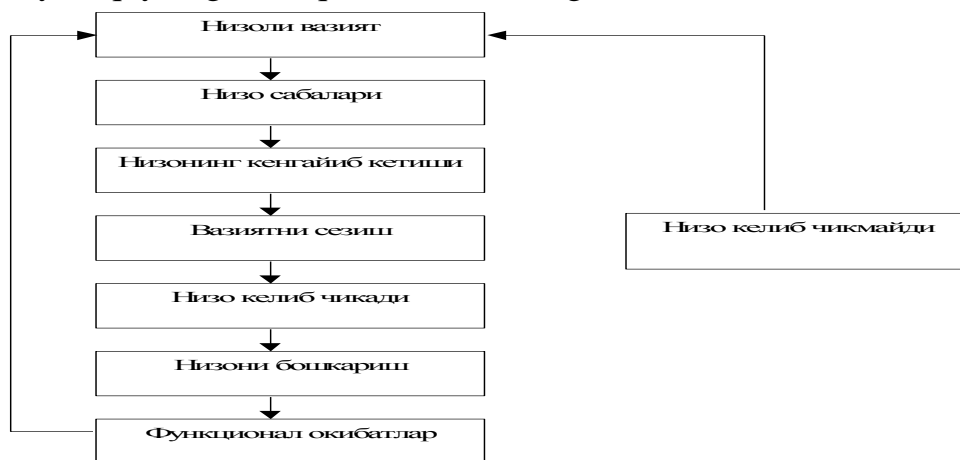 Низоли вазият
Низо сабалари
Низонинг кенгайиб кетиши
Вазиятни сезиш
Низо келиб чикмайди
Низо келиб чикади
Низони бошкариш
Функционал окибатлар